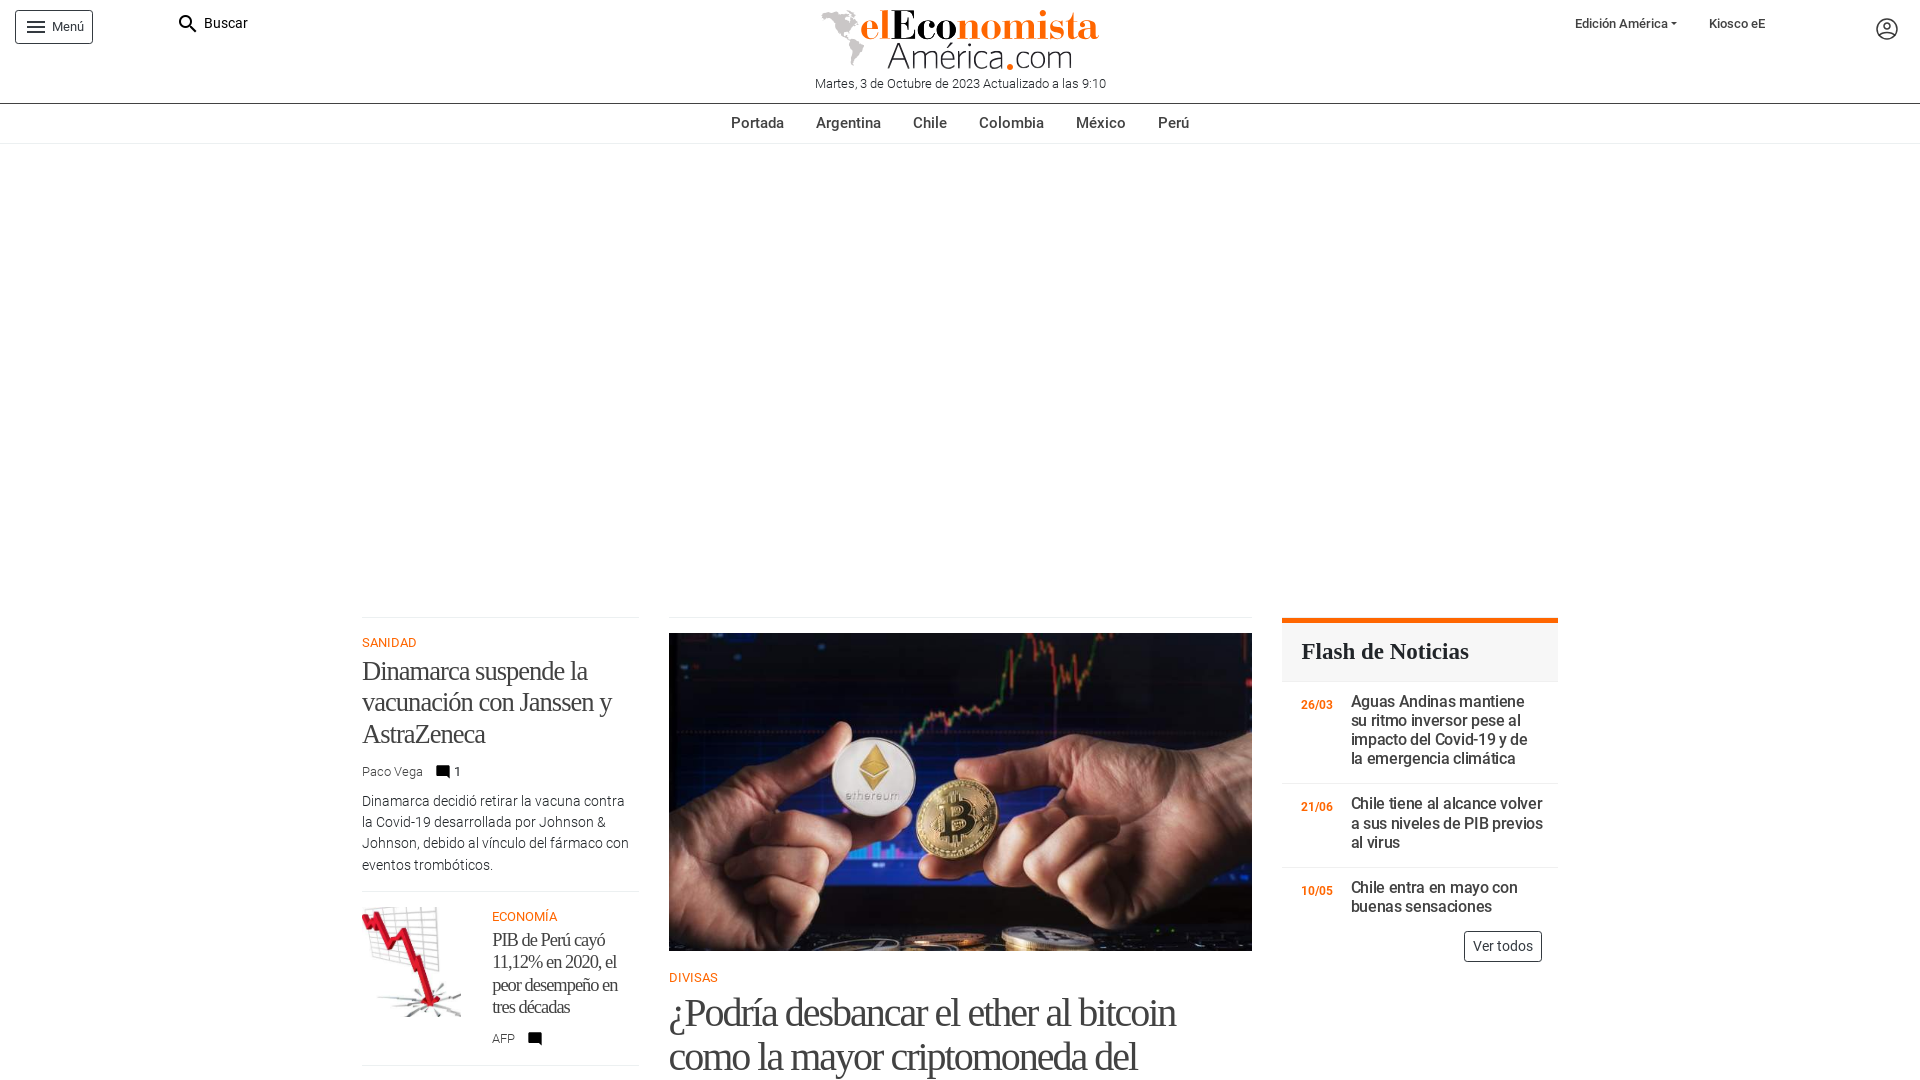 Menú
Buscar
elEconomista
América.com
Edición América
Kiosco eE
Martes, 3 de Octubre de 2023 Actualizado a las 9:10
Portada
Argentina
Chile
Colombia
México
Perú
SANIDAD
Dinamarca suspende la
vacunación con Janssen y
AstraZeneca
Paco Vega
1
Dinamarca decidió retirar la vacuna contra
la Covid-19 desarrollada por Johnson &
Johnson, debido al vínculo del fármaco con
eventos trombóticos.
ECONOMÍA
PIB de Perú cayó
11,12% en 2020, el
peor desempeño en
tres décadas
AFP
ethereum
DIVISAS
¿Podría desbancar el ether al bitcoin
como la mayor criptomoneda del
Flash de Noticias
26/03
Aguas Andinas mantiene
su ritmo inversor pese al
impacto del Covid-19 y de
la emergencia climática
21/06
Chile tiene al alcance volver
a sus niveles de PIB previos
al virus
10/05
Chile entra en mayo con
buenas sensaciones
Ver todos